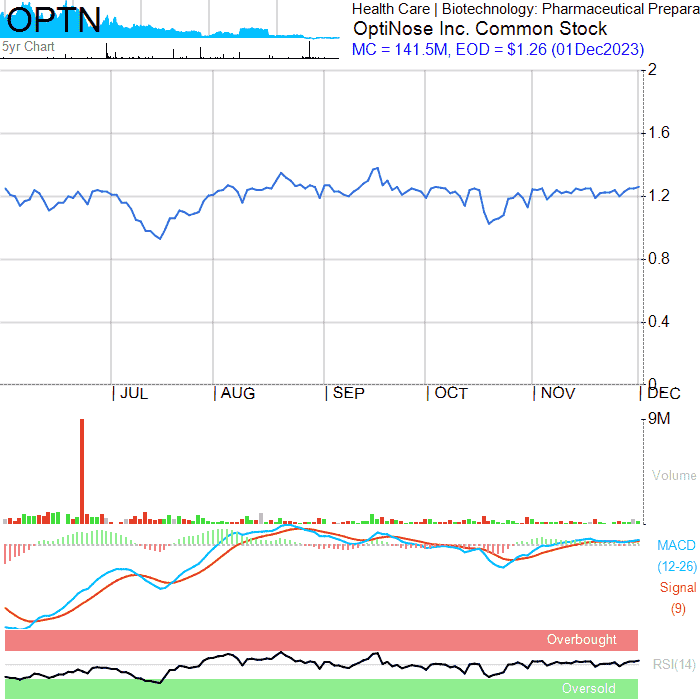 OPTN
Health Care | Biotechnology: Pharmaceutical Prepara
OptiNose Inc. Common Stock
MC = 141.5M, EOD = $1.26 (01Dec2023)
5yr Chart
2
1.6
1.2
0.8
0.4
0
| JUL | AUG | SEP | OCT | NOV | DEC
9M
Volume
MACD
(12-26)
Signal
(9)
Overbought
RSI(14)
Oversold